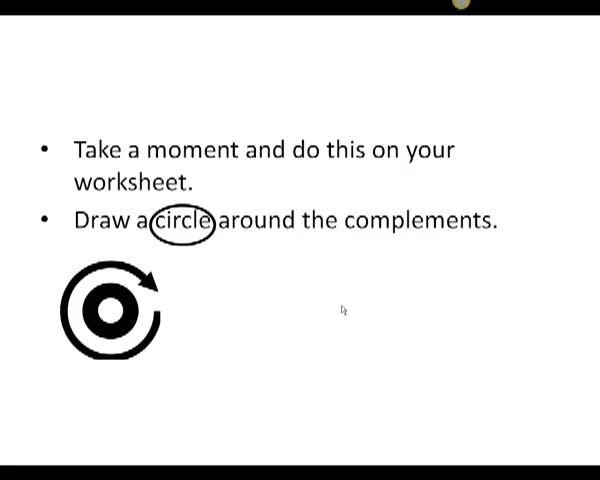 • Take a moment and do this on your
worksheet.
• Draw a circle around the complements.